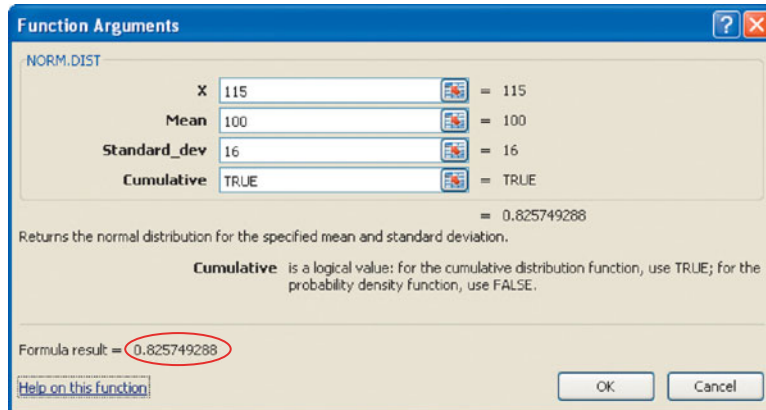 Function Arguments
NORM.DIST
X 115 = 115
Mean 100 = 100
Standard_dev 16 = 16
Cumulative TRUE = TRUE
= 0.825749288
Returns the normal distribution for the specified mean and standard deviation.
Cumulative is a logical value: for the cumulative distribution function, use TRUE; for the
probability density function, use FALSE.
Formula result = 0.825749288
Help on this function
OK Cancel